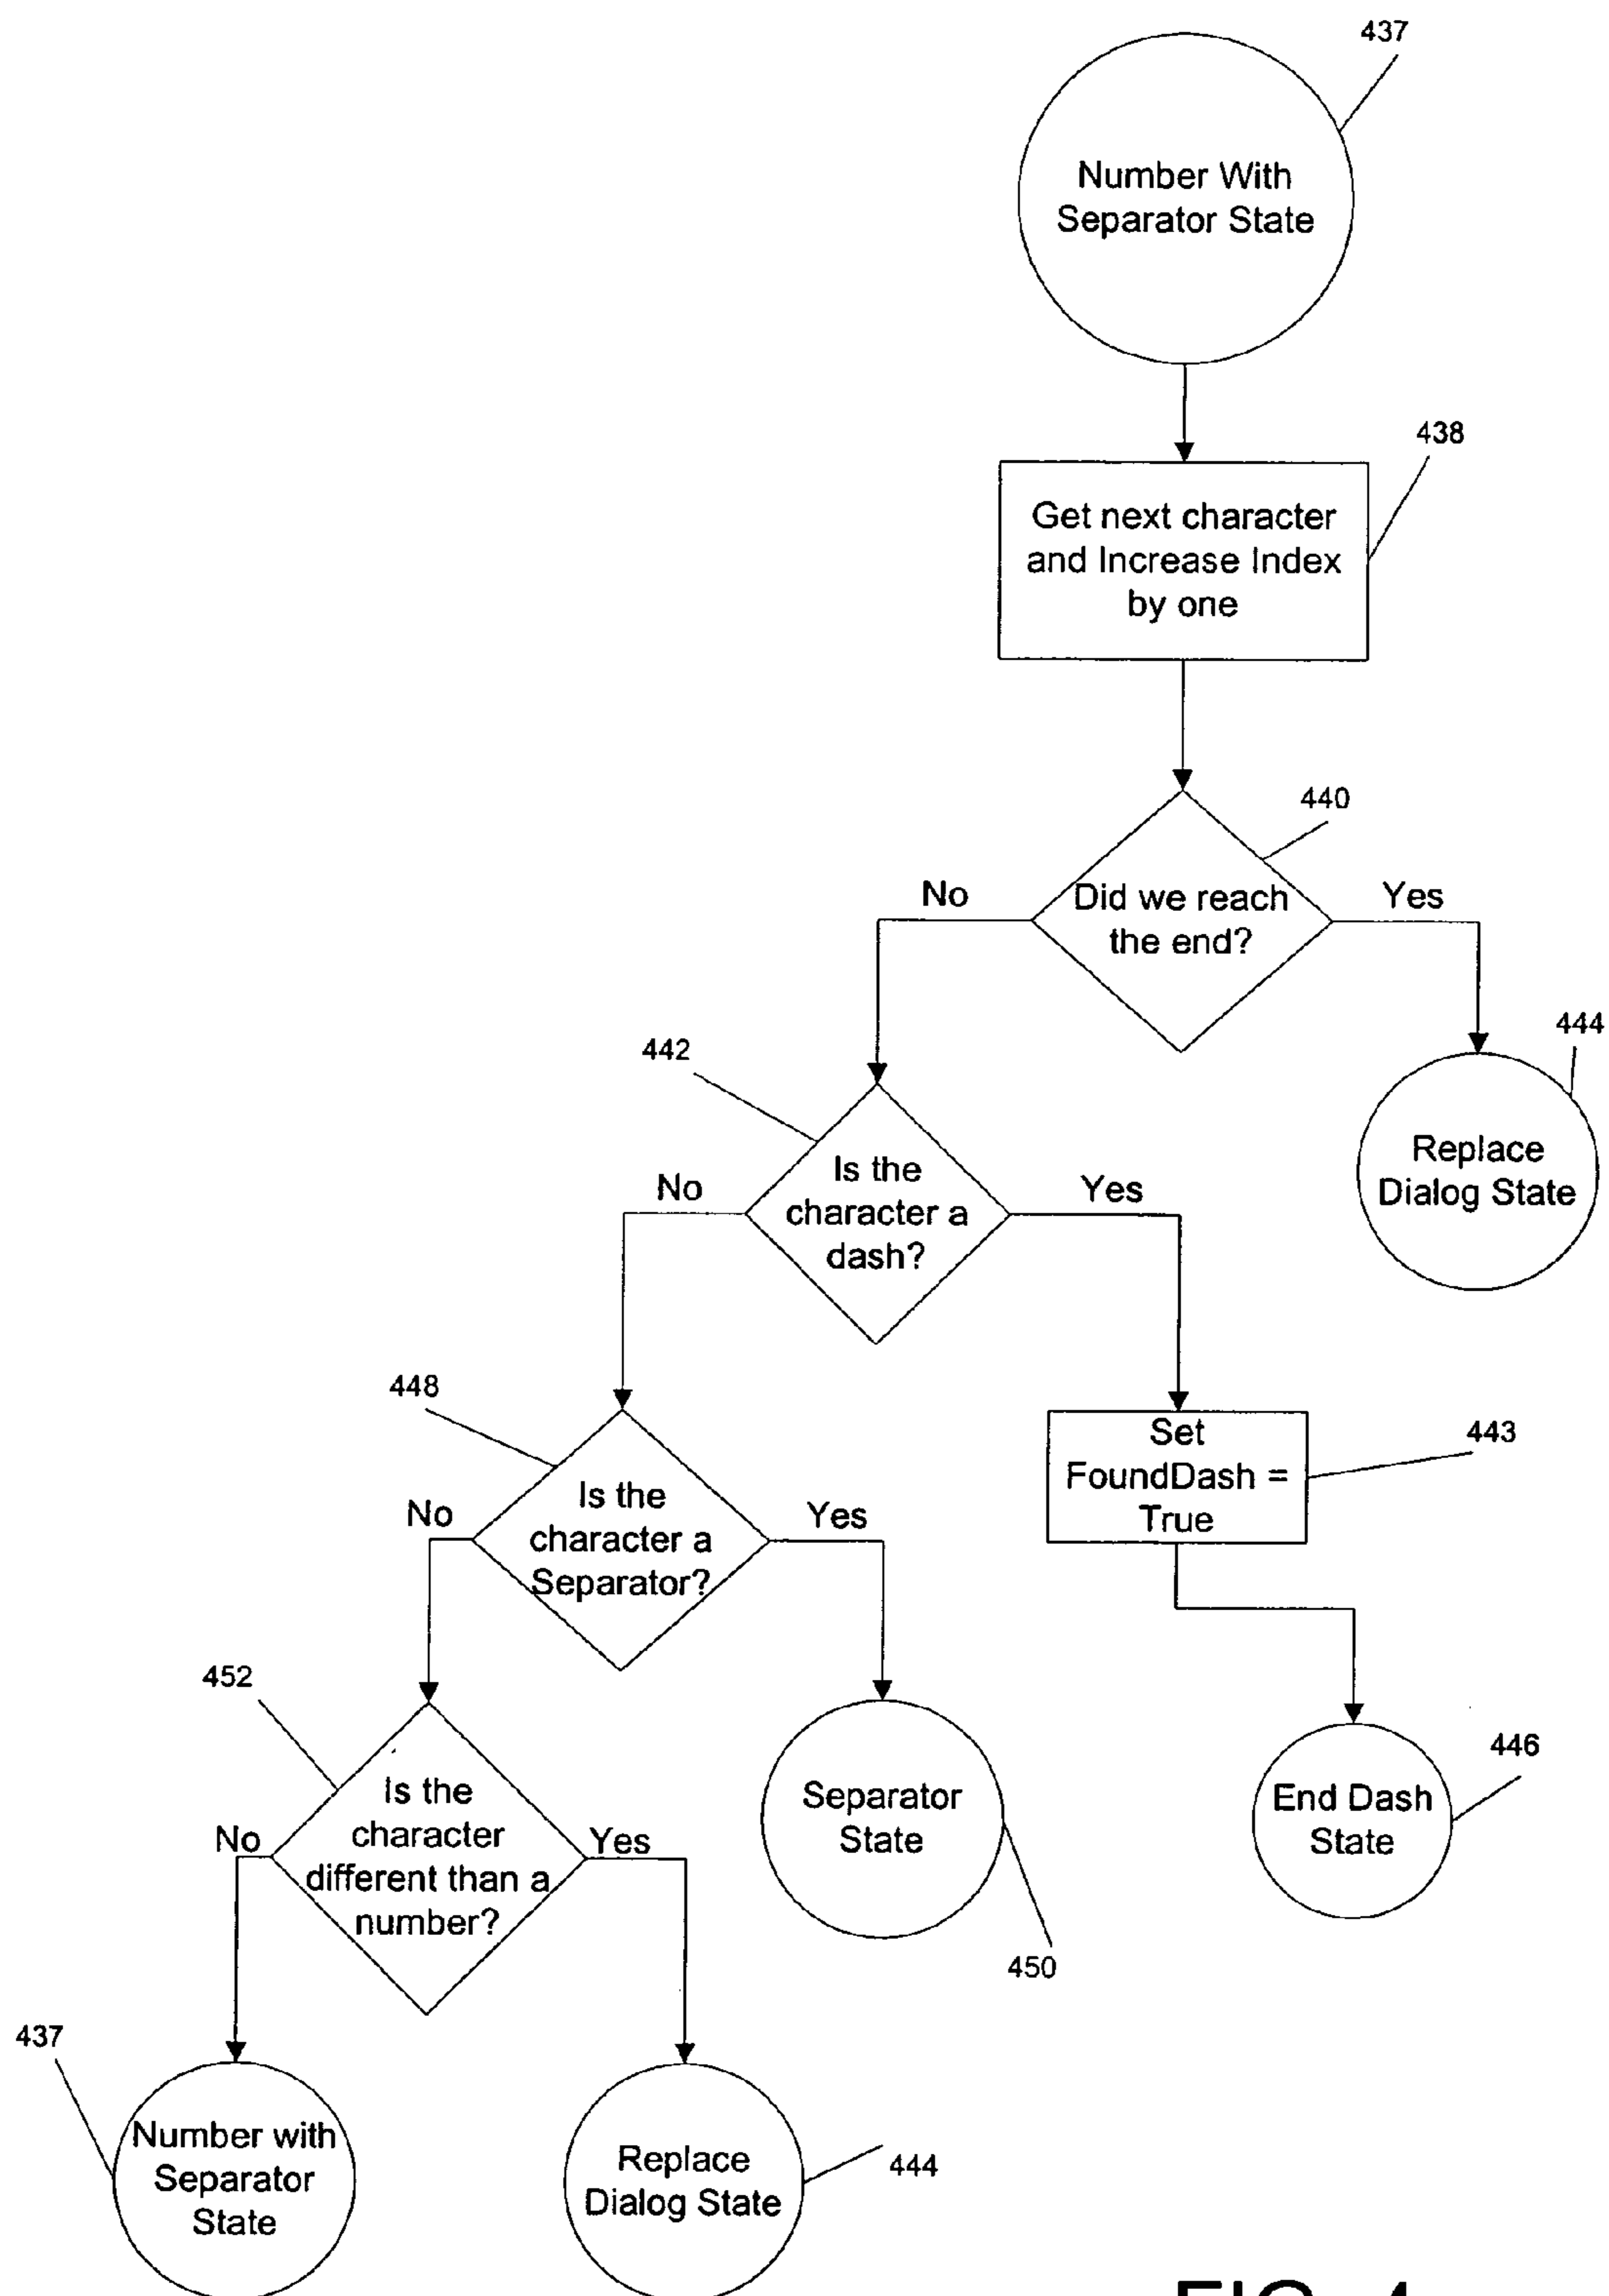 437
Number With
Separator State
438
Get next character
and Increase Index
by one
440
No
Did we reach
the end?
Yes
444
442
Replace
Dialog State
No
Is the
character a
dash?
Yes
448
Set
FoundDash =
True
443
No
Is the
character a
Separator?
Yes
452
446
End Dash
State
Separator
State
No
Is the
character
different than a
number?
Yes
450
437
Number with
Separator
State
Replace
Dialog State
444